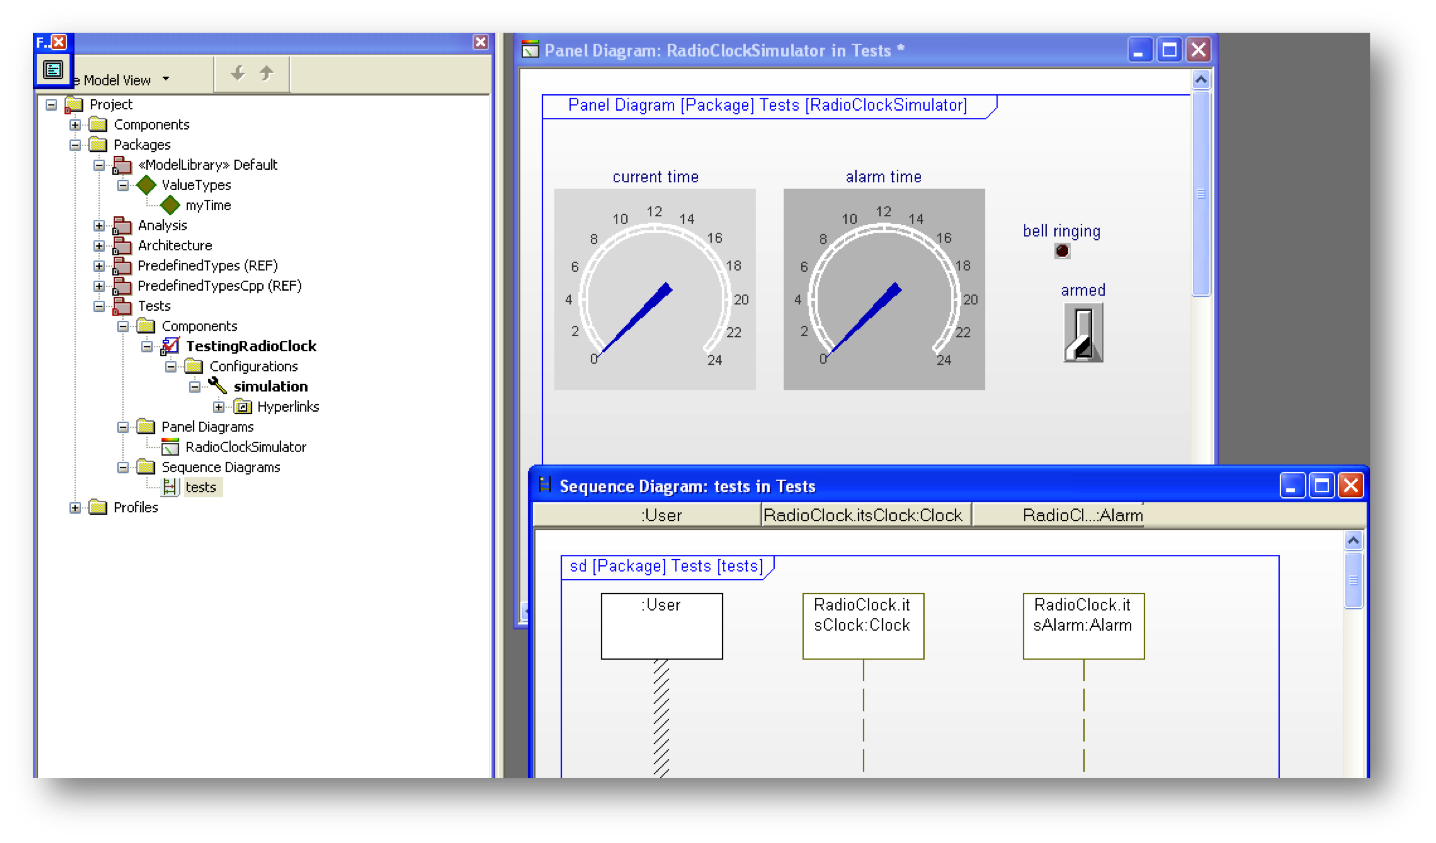 F..
e Model View
Project
Components
Packages
«ModelLibrary» Default
ValueTypes
myTime
Analysis
Architecture
PredefinedTypes (REF)
PredefinedTypesCpp (REF)
Tests
Components
TestingRadioClock
Configurations
simulation
Hyperlinks
Panel Diagrams
RadioClockSimulator
Sequence Diagrams
tests
Profiles
Panel Diagram: RadioClockSimulator in Tests *
Panel Diagram [Package] Tests [RadioClockSimulator]
current time
0
2
4
6
8
10
12
14
16
18
20
22
24
alarm time
0
2
4
6
8
10
12
14
16
18
20
22
24
bell ringing
armed
Sequence Diagram: tests in Tests
:User
RadioClock.itsClock:Clock
RadioCl...:Alarm
sd [Package] Tests [tests]
:User
RadioClock.it
sClock:Clock
RadioClock.it
sAlarm:Alarm